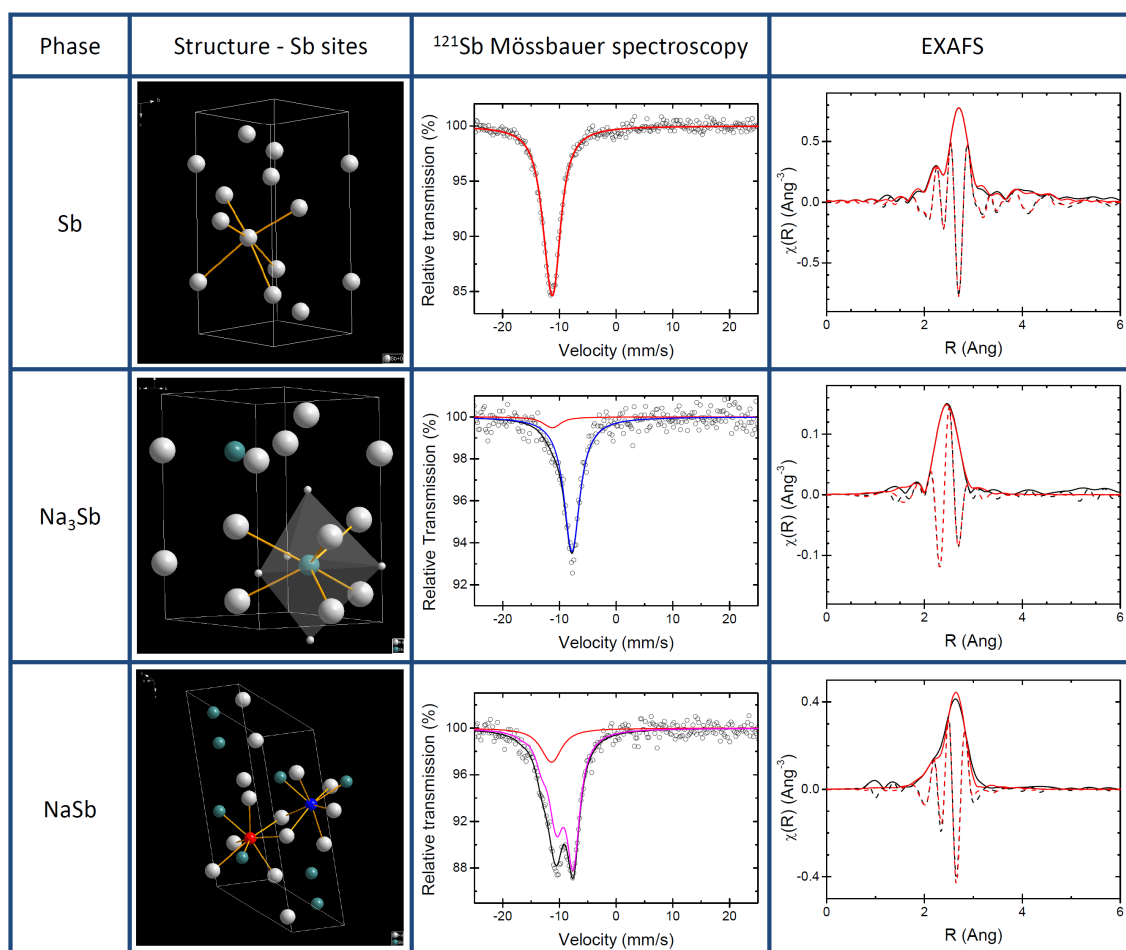 Phase
Structure - Sb sites
¹²¹Sb Mössbauer spectroscopy
EXAFS
Sb
Relative transmission (%)
100
95
90
85
-20 -10 0 10 20
Velocity (mm/s)
χ(R) (Ang⁻³)
0.5
0.0
-0.5
0 2 4 6
R (Ang)
Na₃Sb
Relative Transmission (%)
100
98
96
94
92
-20 -10 0 10 20
Velocity (mm/s)
χ(R) (Ang⁻³)
0.1
0.0
-0.1
0 2 4 6
R (Ang)
NaSb
Relative transmission (%)
100
96
92
88
-20 -10 0 10 20
Velocity (mm/s)
χ(R) (Ang⁻³)
0.4
0.0
-0.4
0 2 4 6
R (Ang)